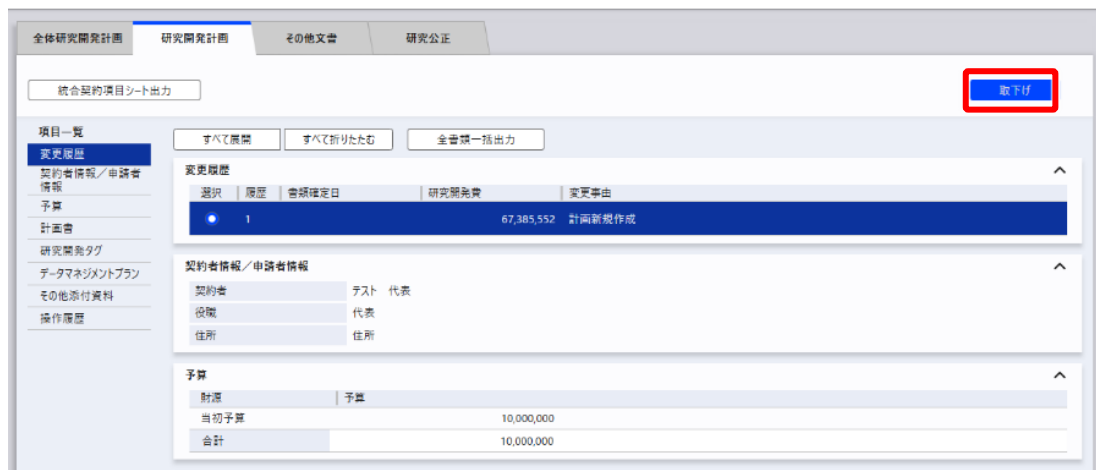 全体研究開発計画 研究開発計画 その他文書 研究公正
統合契約項目シート出力 取下げ
項目一覧 すべて展開 すべて折りたたむ 全書類一括出力
変更履歴
契約者情報／申請者
情報
予算
計画書
研究開発タグ
データマネジメントプラン
その他添付資料
操作履歴
変更履歴
選択 履歴 書類確定日 研究開発費 変更事由
1 67,385,552 計画新規作成
契約者情報／申請者情報
契約者 テスト 代表
役職 代表
住所 住所
予算
財源 予算
当初予算 10,000,000
合計 10,000,000